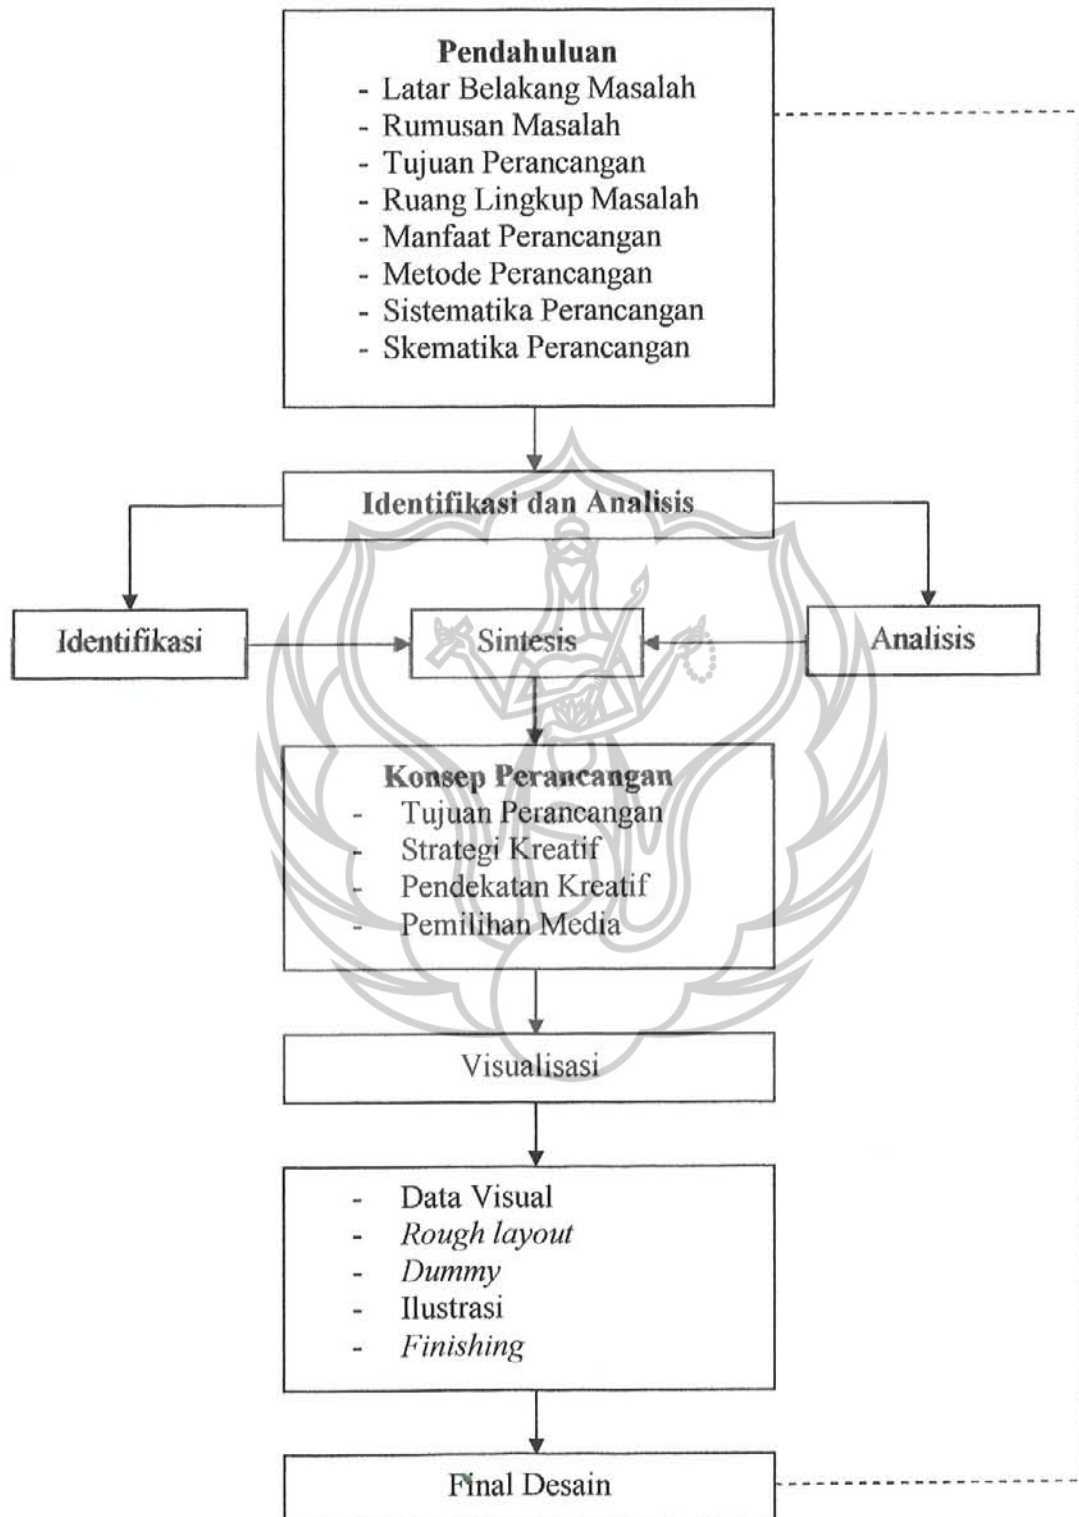 Pendahuluan
- Latar Belakang Masalah
- Rumusan Masalah
- Tujuan Perancangan
- Ruang Lingkup Masalah
- Manfaat Perancangan
- Metode Perancangan
- Sistematika Perancangan
- Skematika Perancangan
Identifikasi dan Analisis
Identifikasi
Sintesis
Analisis
Konsep Perancangan
- Tujuan Perancangan
- Strategi Kreatif
- Pendekatan Kreatif
- Pemilihan Media
Visualisasi
- Data Visual
- Rough layout
- Dummy
- Ilustrasi
- Finishing
Final Desain